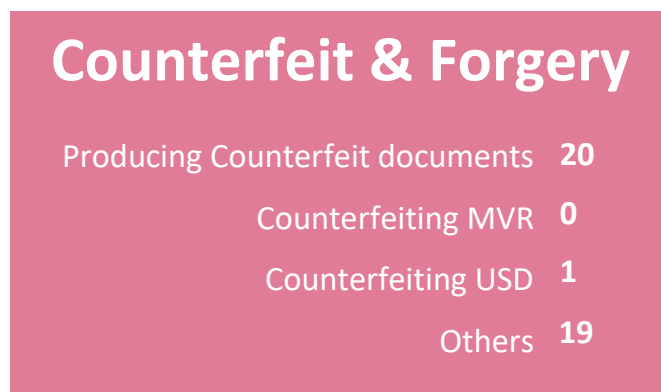 Counterfeit & Forgery
Producing Counterfeit documents 20
Counterfeiting MVR 0
Counterfeiting USD 1
Others 19